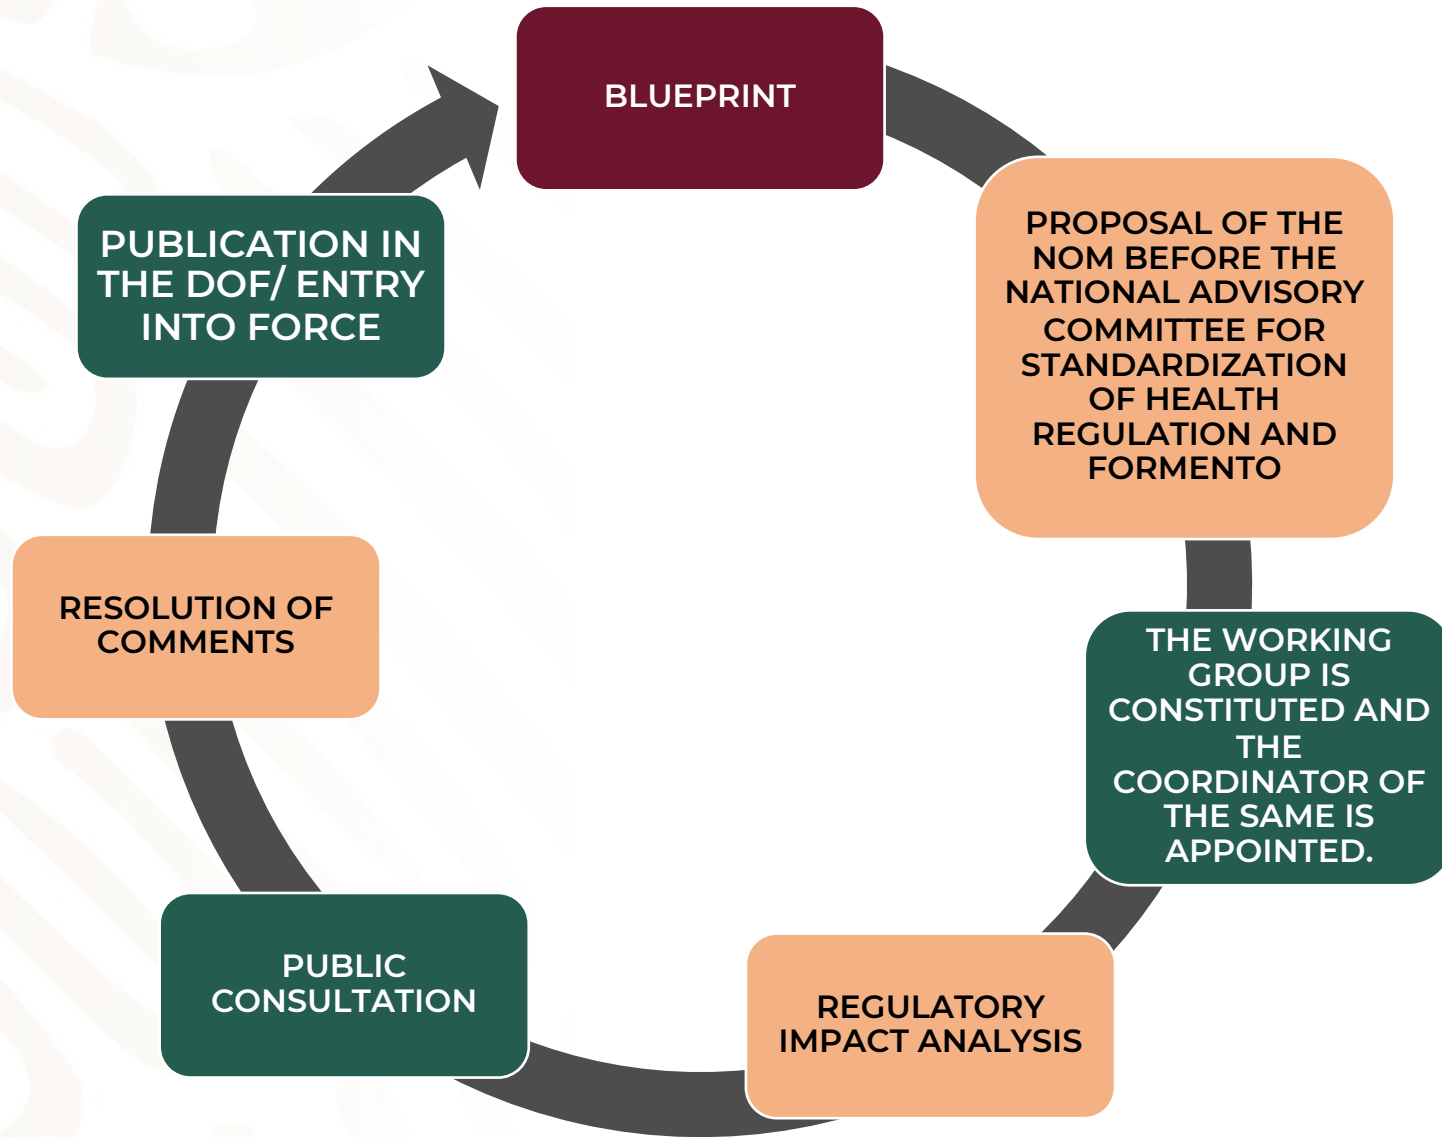 BLUEPRINT
PROPOSAL OF THE
NOM BEFORE THE
NATIONAL ADVISORY
COMMITTEE FOR
STANDARDIZATION
OF HEALTH
REGULATION AND
FORMENTO
THE WORKING
GROUP IS
CONSTITUTED AND
THE
COORDINATOR OF
THE SAME IS
APPOINTED.
REGULATORY
IMPACT ANALYSIS
PUBLIC
CONSULTATION
RESOLUTION OF
COMMENTS
PUBLICATION IN
THE DOF/ ENTRY
INTO FORCE